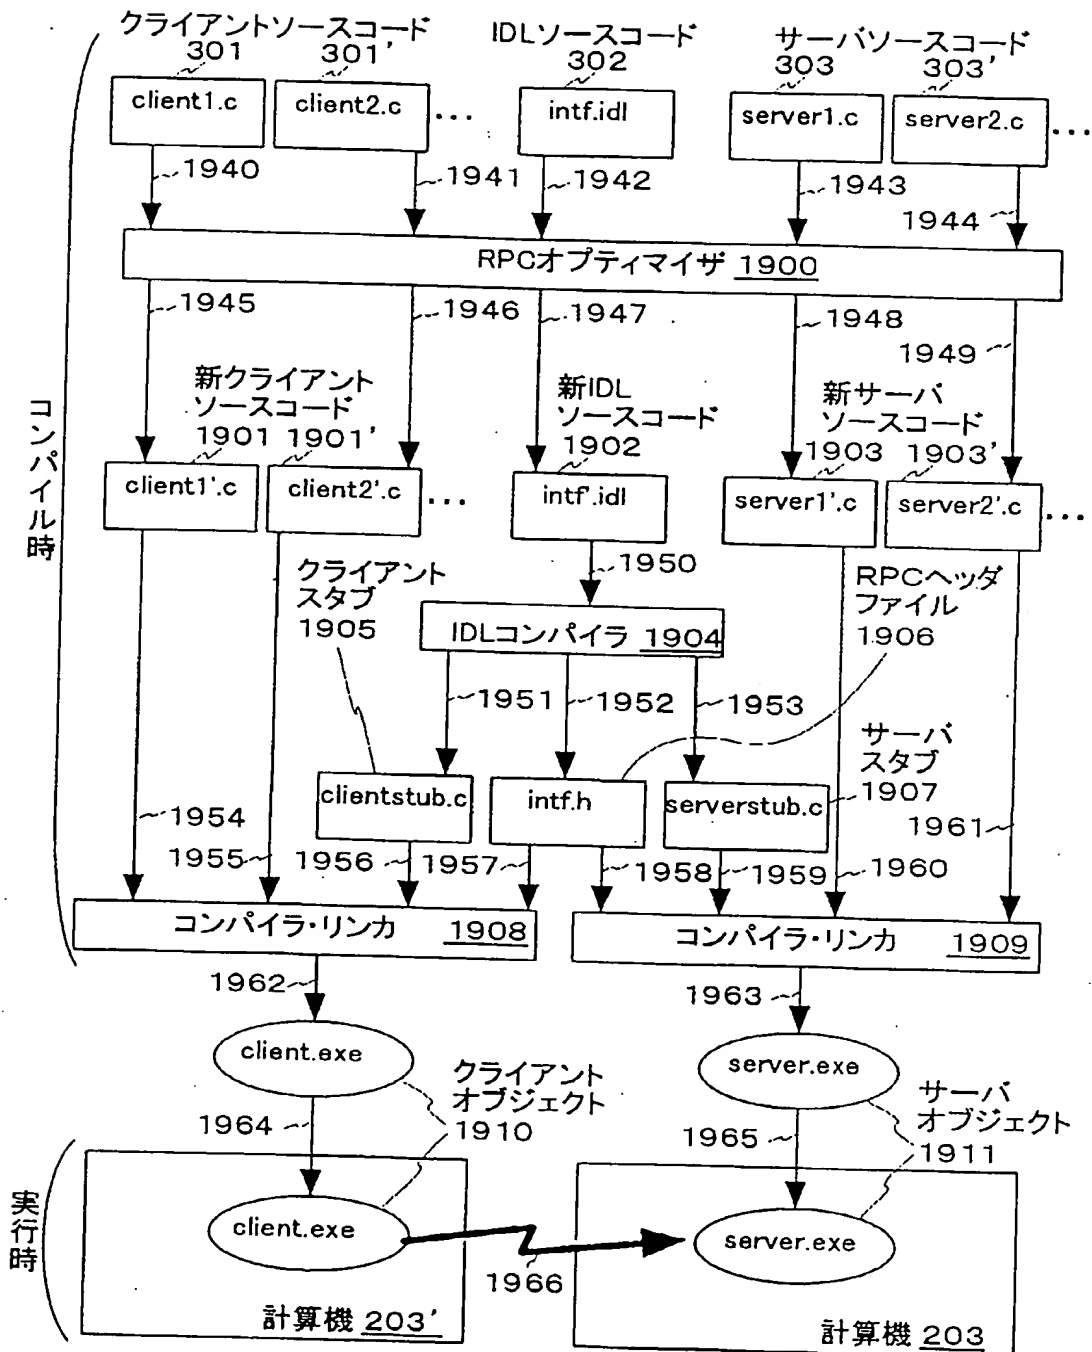 クライアントソースコード
301
301'
IDLソースコード
302
サーバソースコード
303
303'
client1.c
client2.c
...
intf.idl
server1.c
server2.c
...
1940
1941
1942
1943
1944
RPCオプティマイザ 1900
1945
1946
1947
1948
1949
コンパイル時
新クライアント
ソースコード
1901
1901'
新IDL
ソースコード
1902
新サーバ
ソースコード
1903
1903'
client1'.c
client2'.c
...
intf'.idl
server1'.c
server2'.c
...
1950
クライアント
スタブ
1905
IDLコンパイラ 1904
RPCヘッダ
ファイル
1906
1951
1952
1953
clientstub.c
intf.h
serverstub.c
サーバ
スタブ
1907
1954
1955
1956
1957
1958
1959
1960
1961
コンパイラ・リンカ 1908
コンパイラ・リンカ 1909
1962
1963
client.exe
server.exe
クライアント
オブジェクト
1910
サーバ
オブジェクト
1911
1964
1965
実行時
client.exe
server.exe
1966
計算機 203'
計算機 203